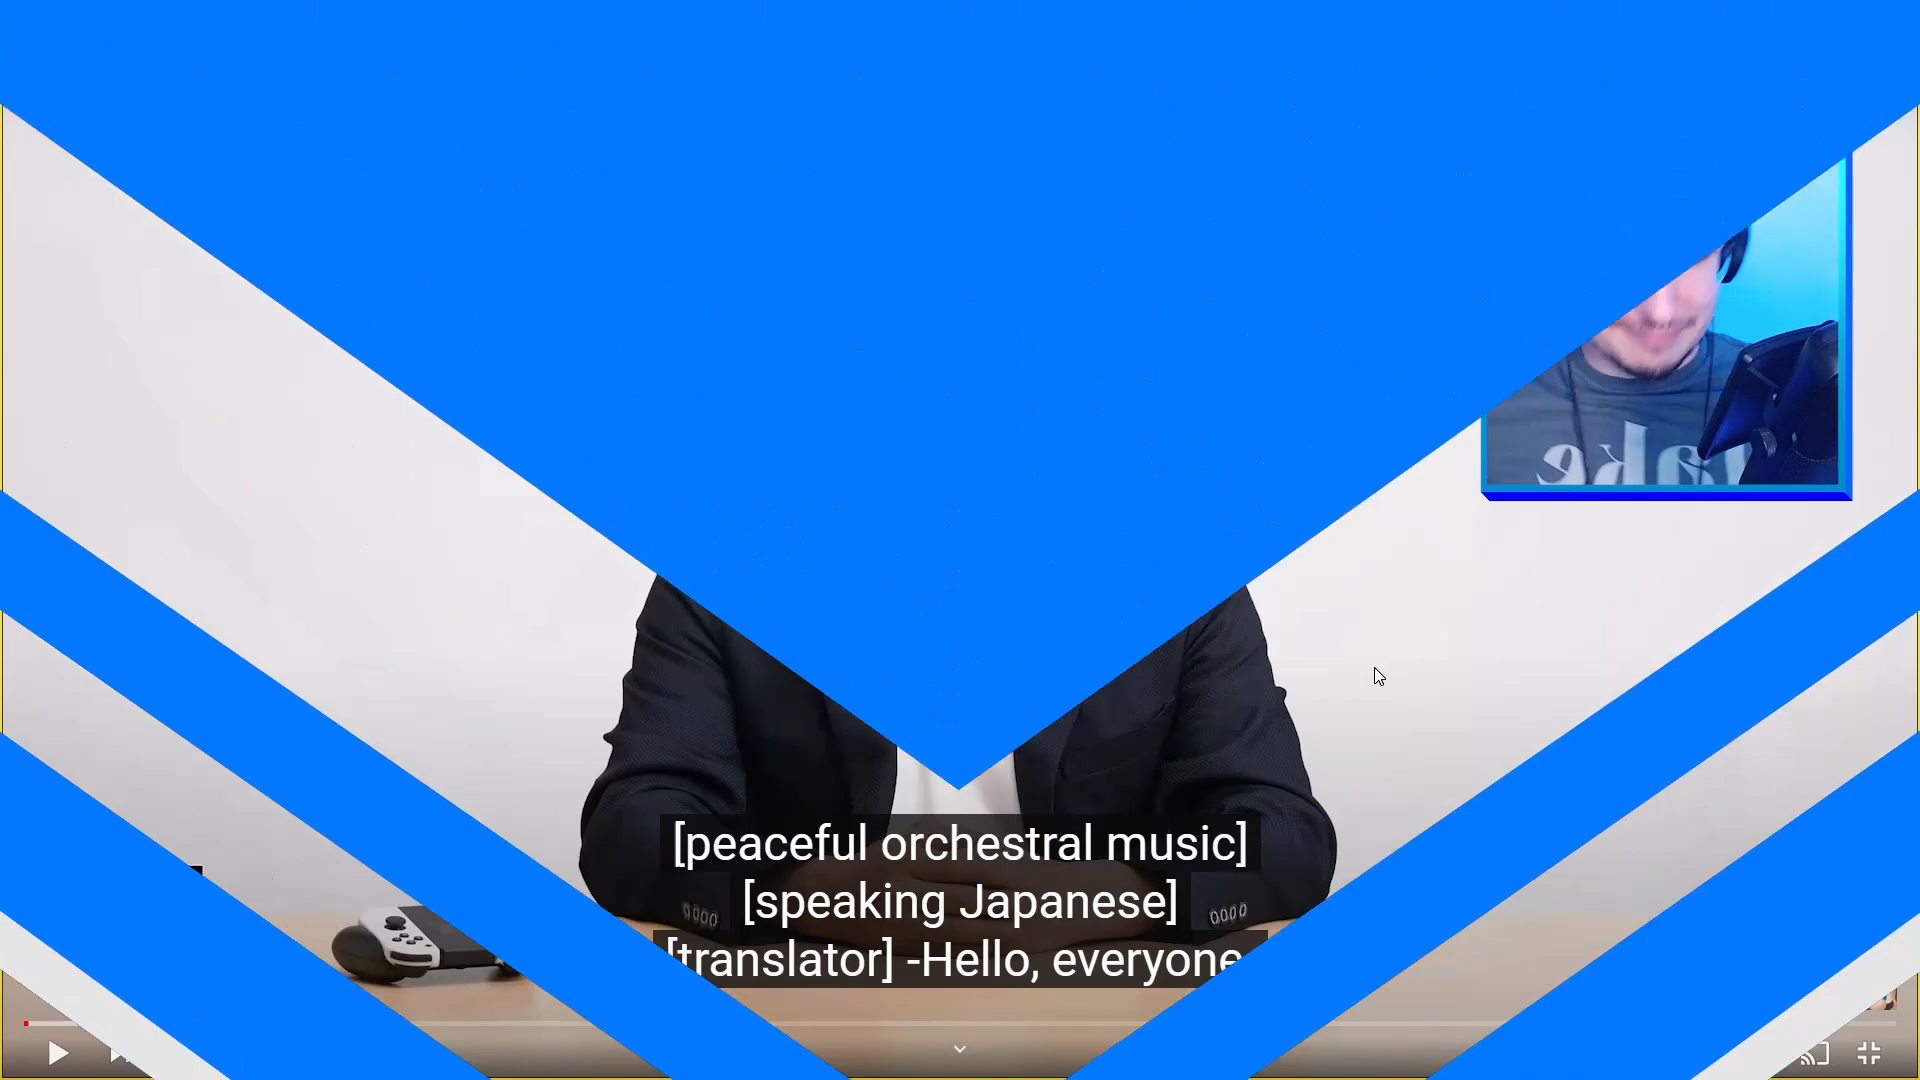 [peaceful orchestral music]
[speaking Japanese]
[translator] -Hello, everyone